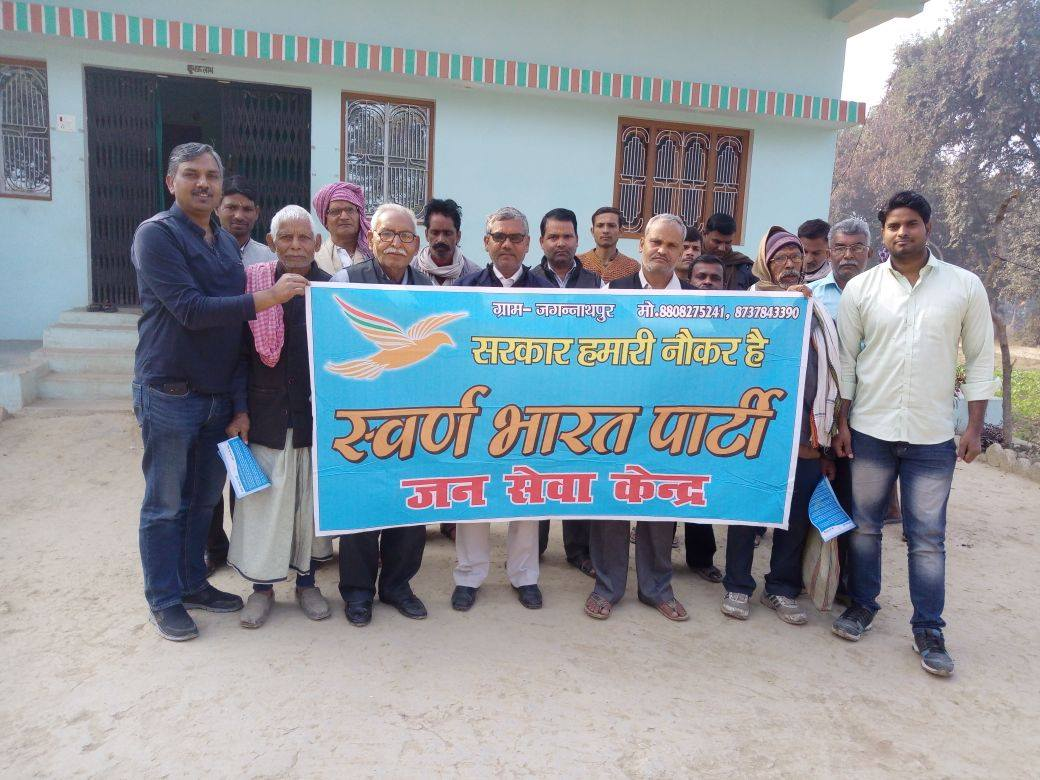 ग्राम- जगन्नाथपुर मो.8808275241, 8737843390
सरकार हमारी नौकर है
स्वर्ण भारत पार्टी
जन सेवा केन्द्र